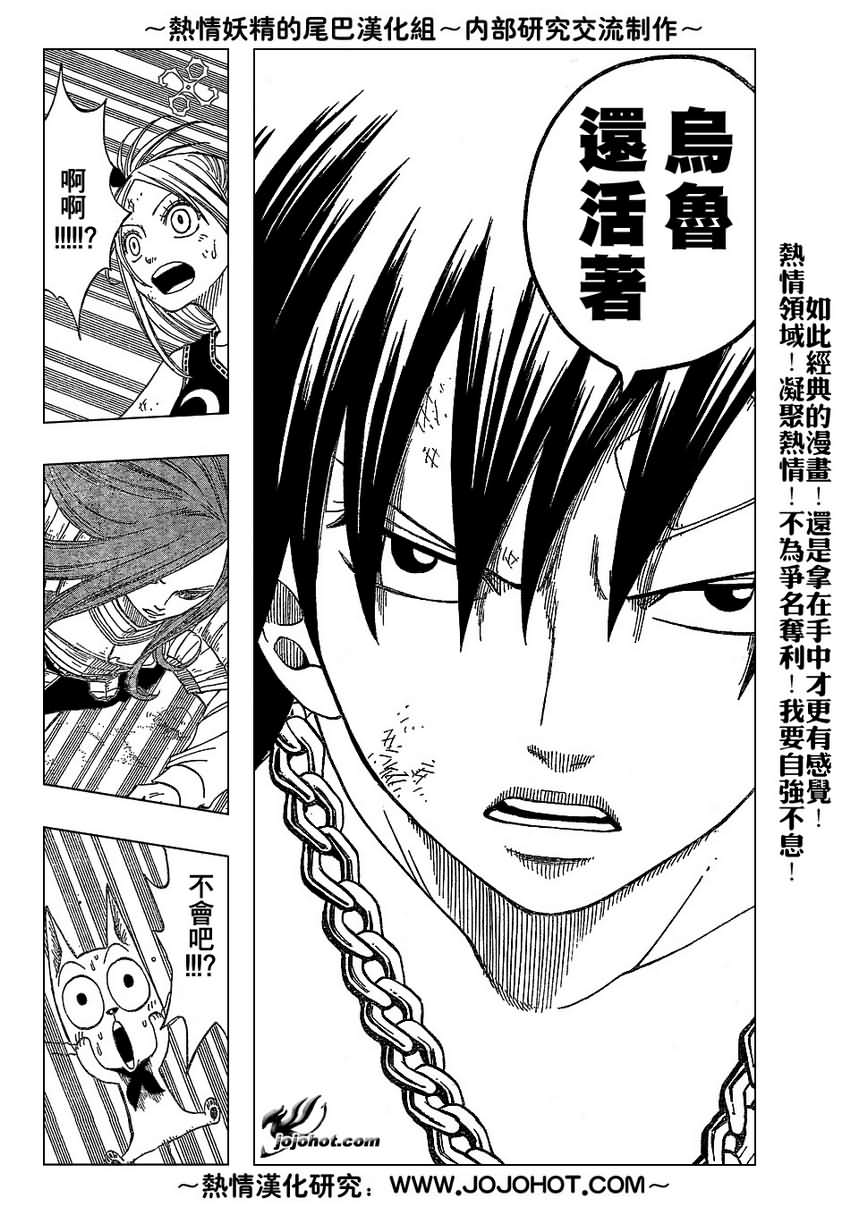 ～熱情妖精的尾巴漢化組～内部研究交流制作～
烏魯
還活著
啊
啊
!!!!!?
不會吧!!!?
如此經典的漫畫！還是拿在手中才更有感覺！
熱情領域！凝聚熱情！不為爭名奪利！我要自強不息！
jojohot.com
～熱情漢化研究：WWW.JOJOHOT.COM～